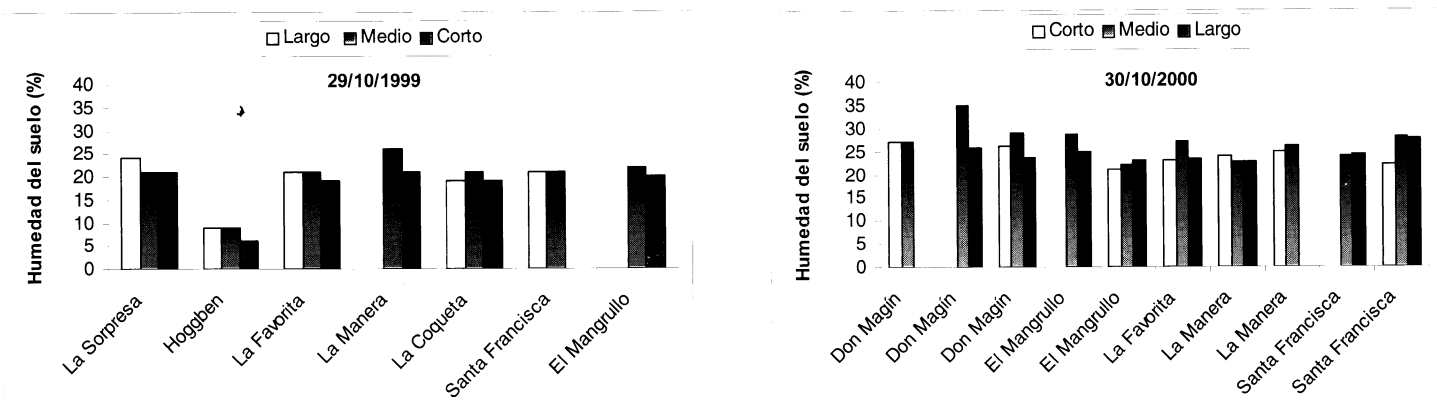 Largo Medio Corto
29/10/1999
Humedad del suelo (%)
40
35
30
25
20
15
10
5
0
La Sorpresa
Hoggben
La Favorita
La Manera
La Coqueta
Santa Francisca
El Mangrullo
Corto Medio Largo
30/10/2000
Humedad del suelo (%)
40
35
30
25
20
15
10
5
0
Don Magín
Don Magín
Don Magín
El Mangrullo
El Mangrullo
La Favorita
La Manera
La Manera
Santa Francisca
Santa Francisca